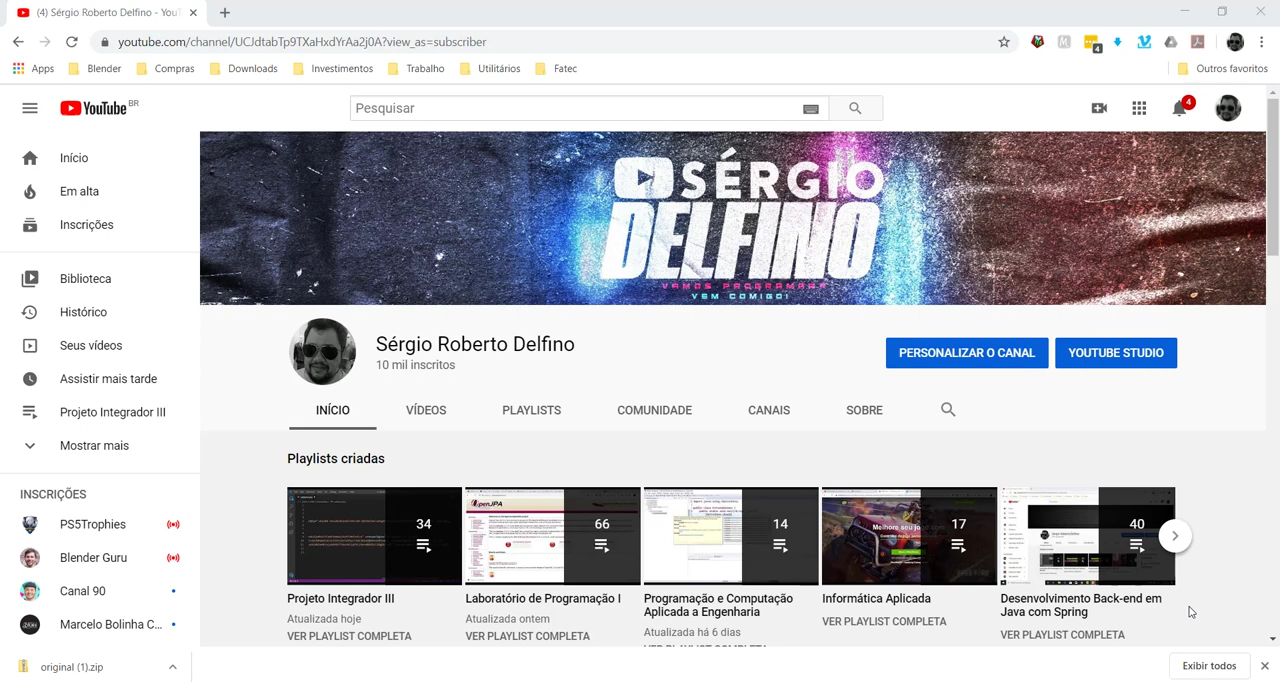 (4) Sérgio Roberto Delfino - You
youtube.com/channel/UCJdtabTp9TXaHxdYrAa2j0A?view_as=subscriber
4
Apps Blender Compras Downloads Investimentos Trabalho Utilitários Fatec Outros favoritos
YouTube BR
Pesquisar
4
Início
Em alta
Inscrições
Biblioteca
Histórico
Seus vídeos
Assistir mais tarde
Projeto Integrador III
Mostrar mais
INSCRIÇÕES
PS5Trophies
Blender Guru
Canal 90
Marcelo Bolinha C...
SÉRGIO
DELFINO
VAMOS PROGRAMAR?
VEM COMIGO!
Sérgio Roberto Delfino
10 mil inscritos
PERSONALIZAR O CANAL YOUTUBE STUDIO
INÍCIO VÍDEOS PLAYLISTS COMUNIDADE CANAIS SOBRE
Playlists criadas
34 66 14 17 40
Projeto Integrador III
Atualizada hoje
VER PLAYLIST COMPLETA
Laboratório de Programação I
Atualizada ontem
VER PLAYLIST COMPLETA
Programação e Computação
Aplicada a Engenharia
Atualizada há 6 dias
VER PLAYLIST COMPLETA
Informática Aplicada
VER PLAYLIST COMPLETA
Desenvolvimento Back-end em
Java com Spring
VER PLAYLIST COMPLETA
original (1).zip
Exibir todos